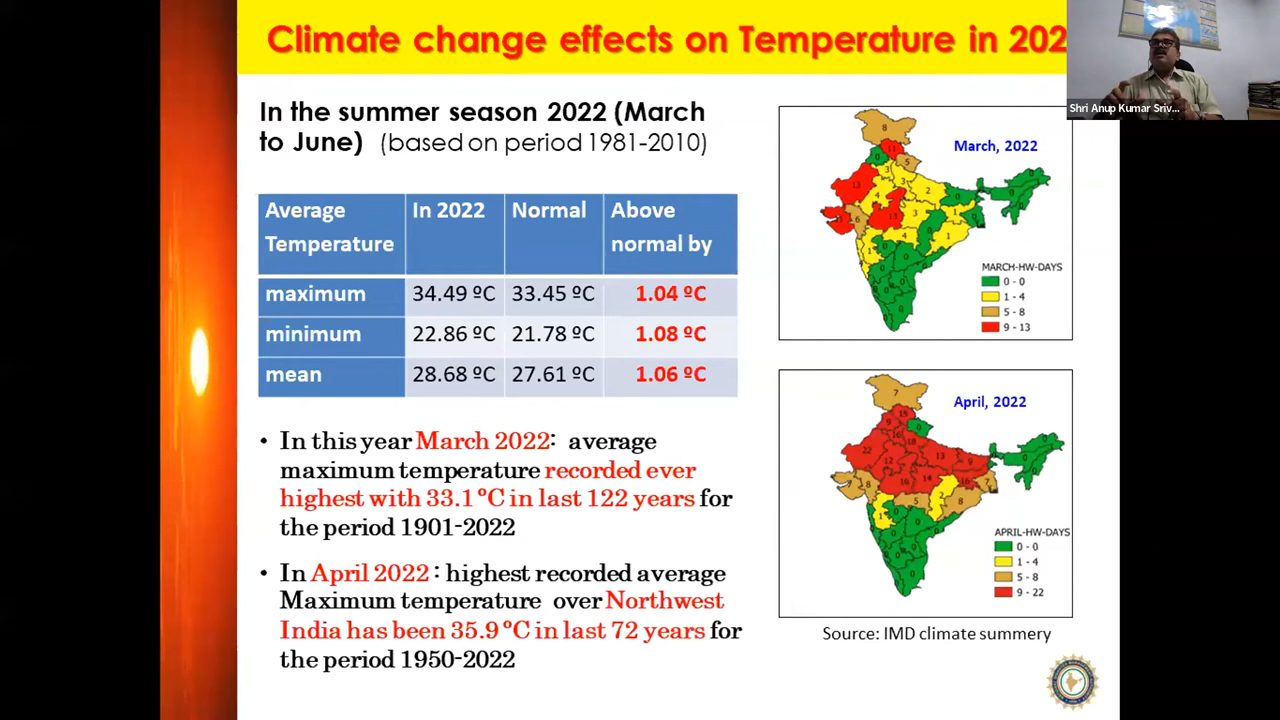 Climate change effects on Temperature in 202
Shri Anup Kumar Sriv...
In the summer season 2022 (March
to June) (based on period 1981-2010)
Average Temperature In 2022 Normal Above normal by
maximum 34.49 ºC 33.45 ºC 1.04 ºC
minimum 22.86 ºC 21.78 ºC 1.08 ºC
mean 28.68 ºC 27.61 ºC 1.06 ºC
• In this year March 2022: average
maximum temperature recorded ever
highest with 33.1 ºC in last 122 years for
the period 1901-2022
• In April 2022 : highest recorded average
Maximum temperature over Northwest
India has been 35.9 ºC in last 72 years for
the period 1950-2022
March, 2022
MARCH-HW-DAYS
0 - 0
1 - 4
5 - 8
9 - 13
April, 2022
APRIL-HW-DAYS
0 - 0
1 - 4
5 - 8
9 - 22
Source: IMD climate summery